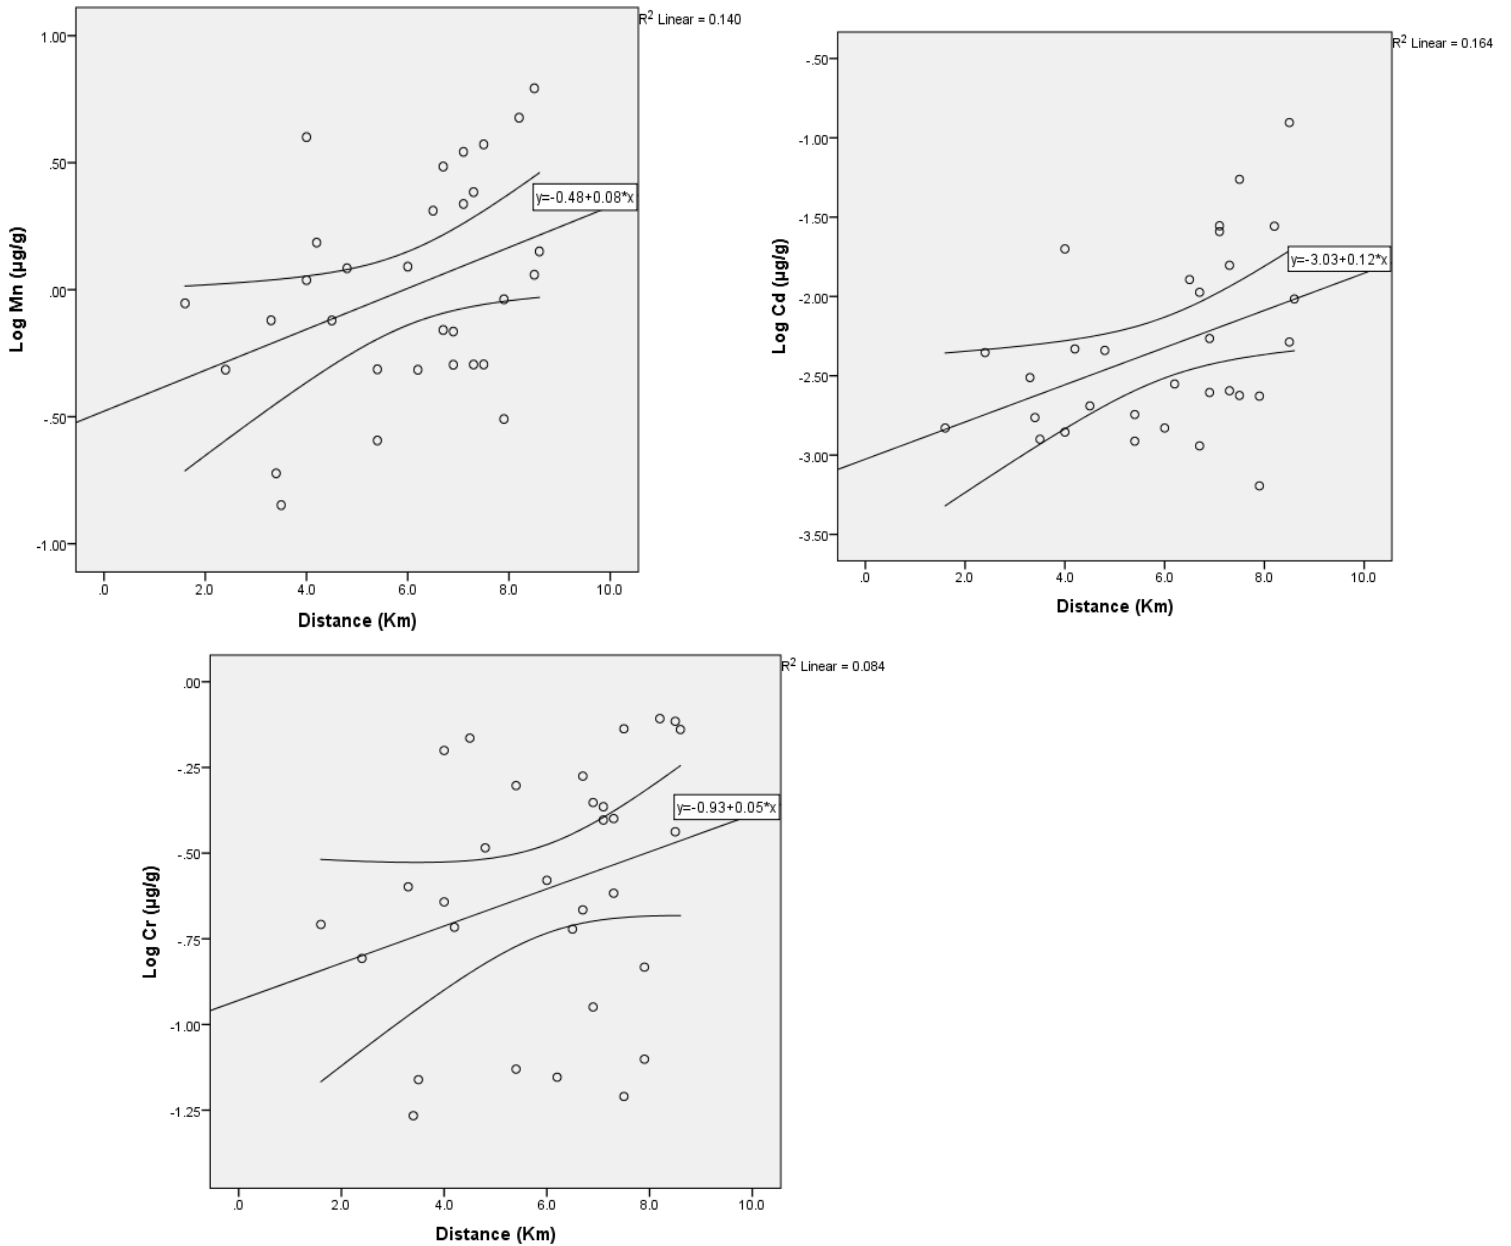 R2 Linear = 0.140
1.00
.50
.00
-.50
-1.00
Log Mn (µg/g)
y=-0.48+0.08*x
.0 2.0 4.0 6.0 8.0 10.0
Distance (Km)
R2 Linear = 0.164
-.50
-1.00
-1.50
-2.00
-2.50
-3.00
-3.50
Log Cd (µg/g)
y=-3.03+0.12*x
.0 2.0 4.0 6.0 8.0 10.0
Distance (Km)
R2 Linear = 0.084
.00
-.25
-.50
-.75
-1.00
-1.25
Log Cr (µg/g)
y=-0.93+0.05*x
.0 2.0 4.0 6.0 8.0 10.0
Distance (Km)